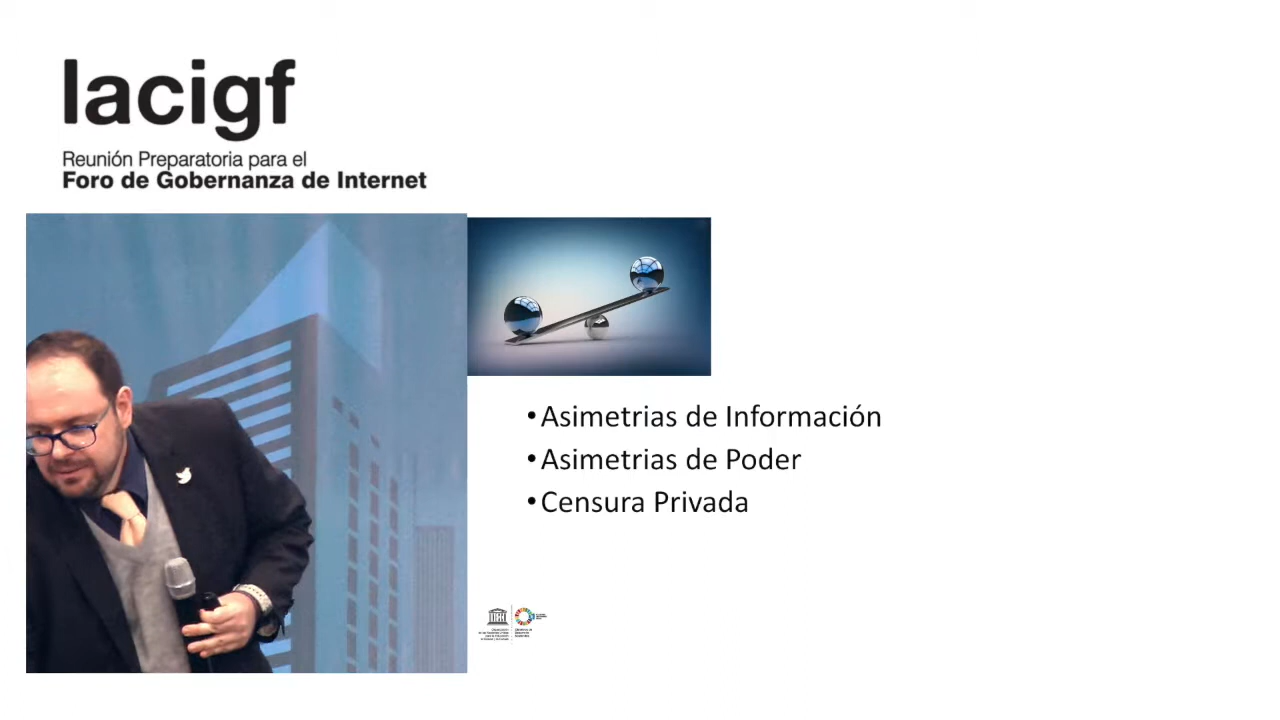 lacigf
Reunión Preparatoria para el
Foro de Gobernanza de Internet
•Asimetrias de Información
•Asimetrias de Poder
•Censura Privada